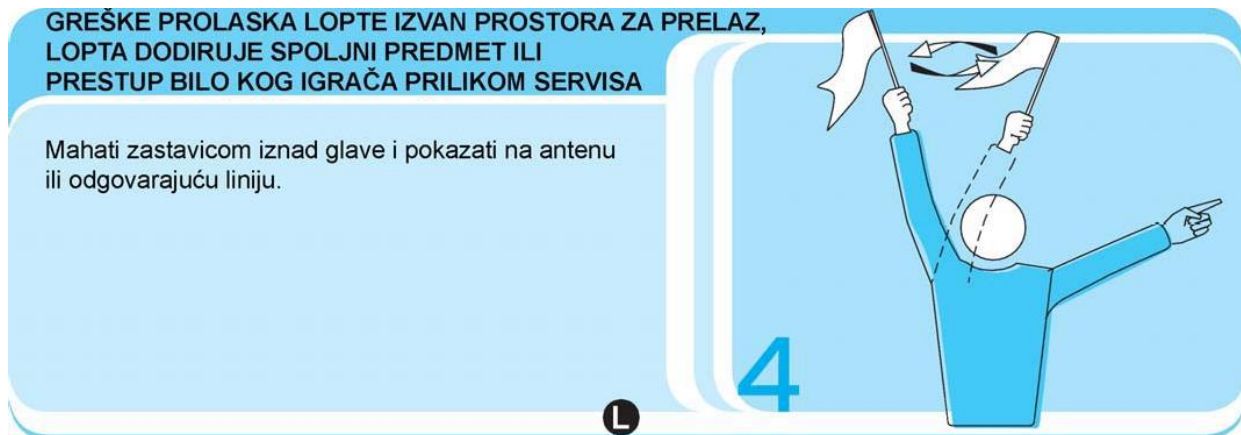 GREŠKE PROLASKA LOPTE IZVAN PROSTORA ZA PRELAZ,
LOPTA DODIRUJE SPOLJNI PREDMET ILI
PRESTUP BILO KOG IGRAČA PRILIKOM SERVISA
Mahati zastavicom iznad glave i pokazati na antenu
ili odgovarajuću liniju.
4
L